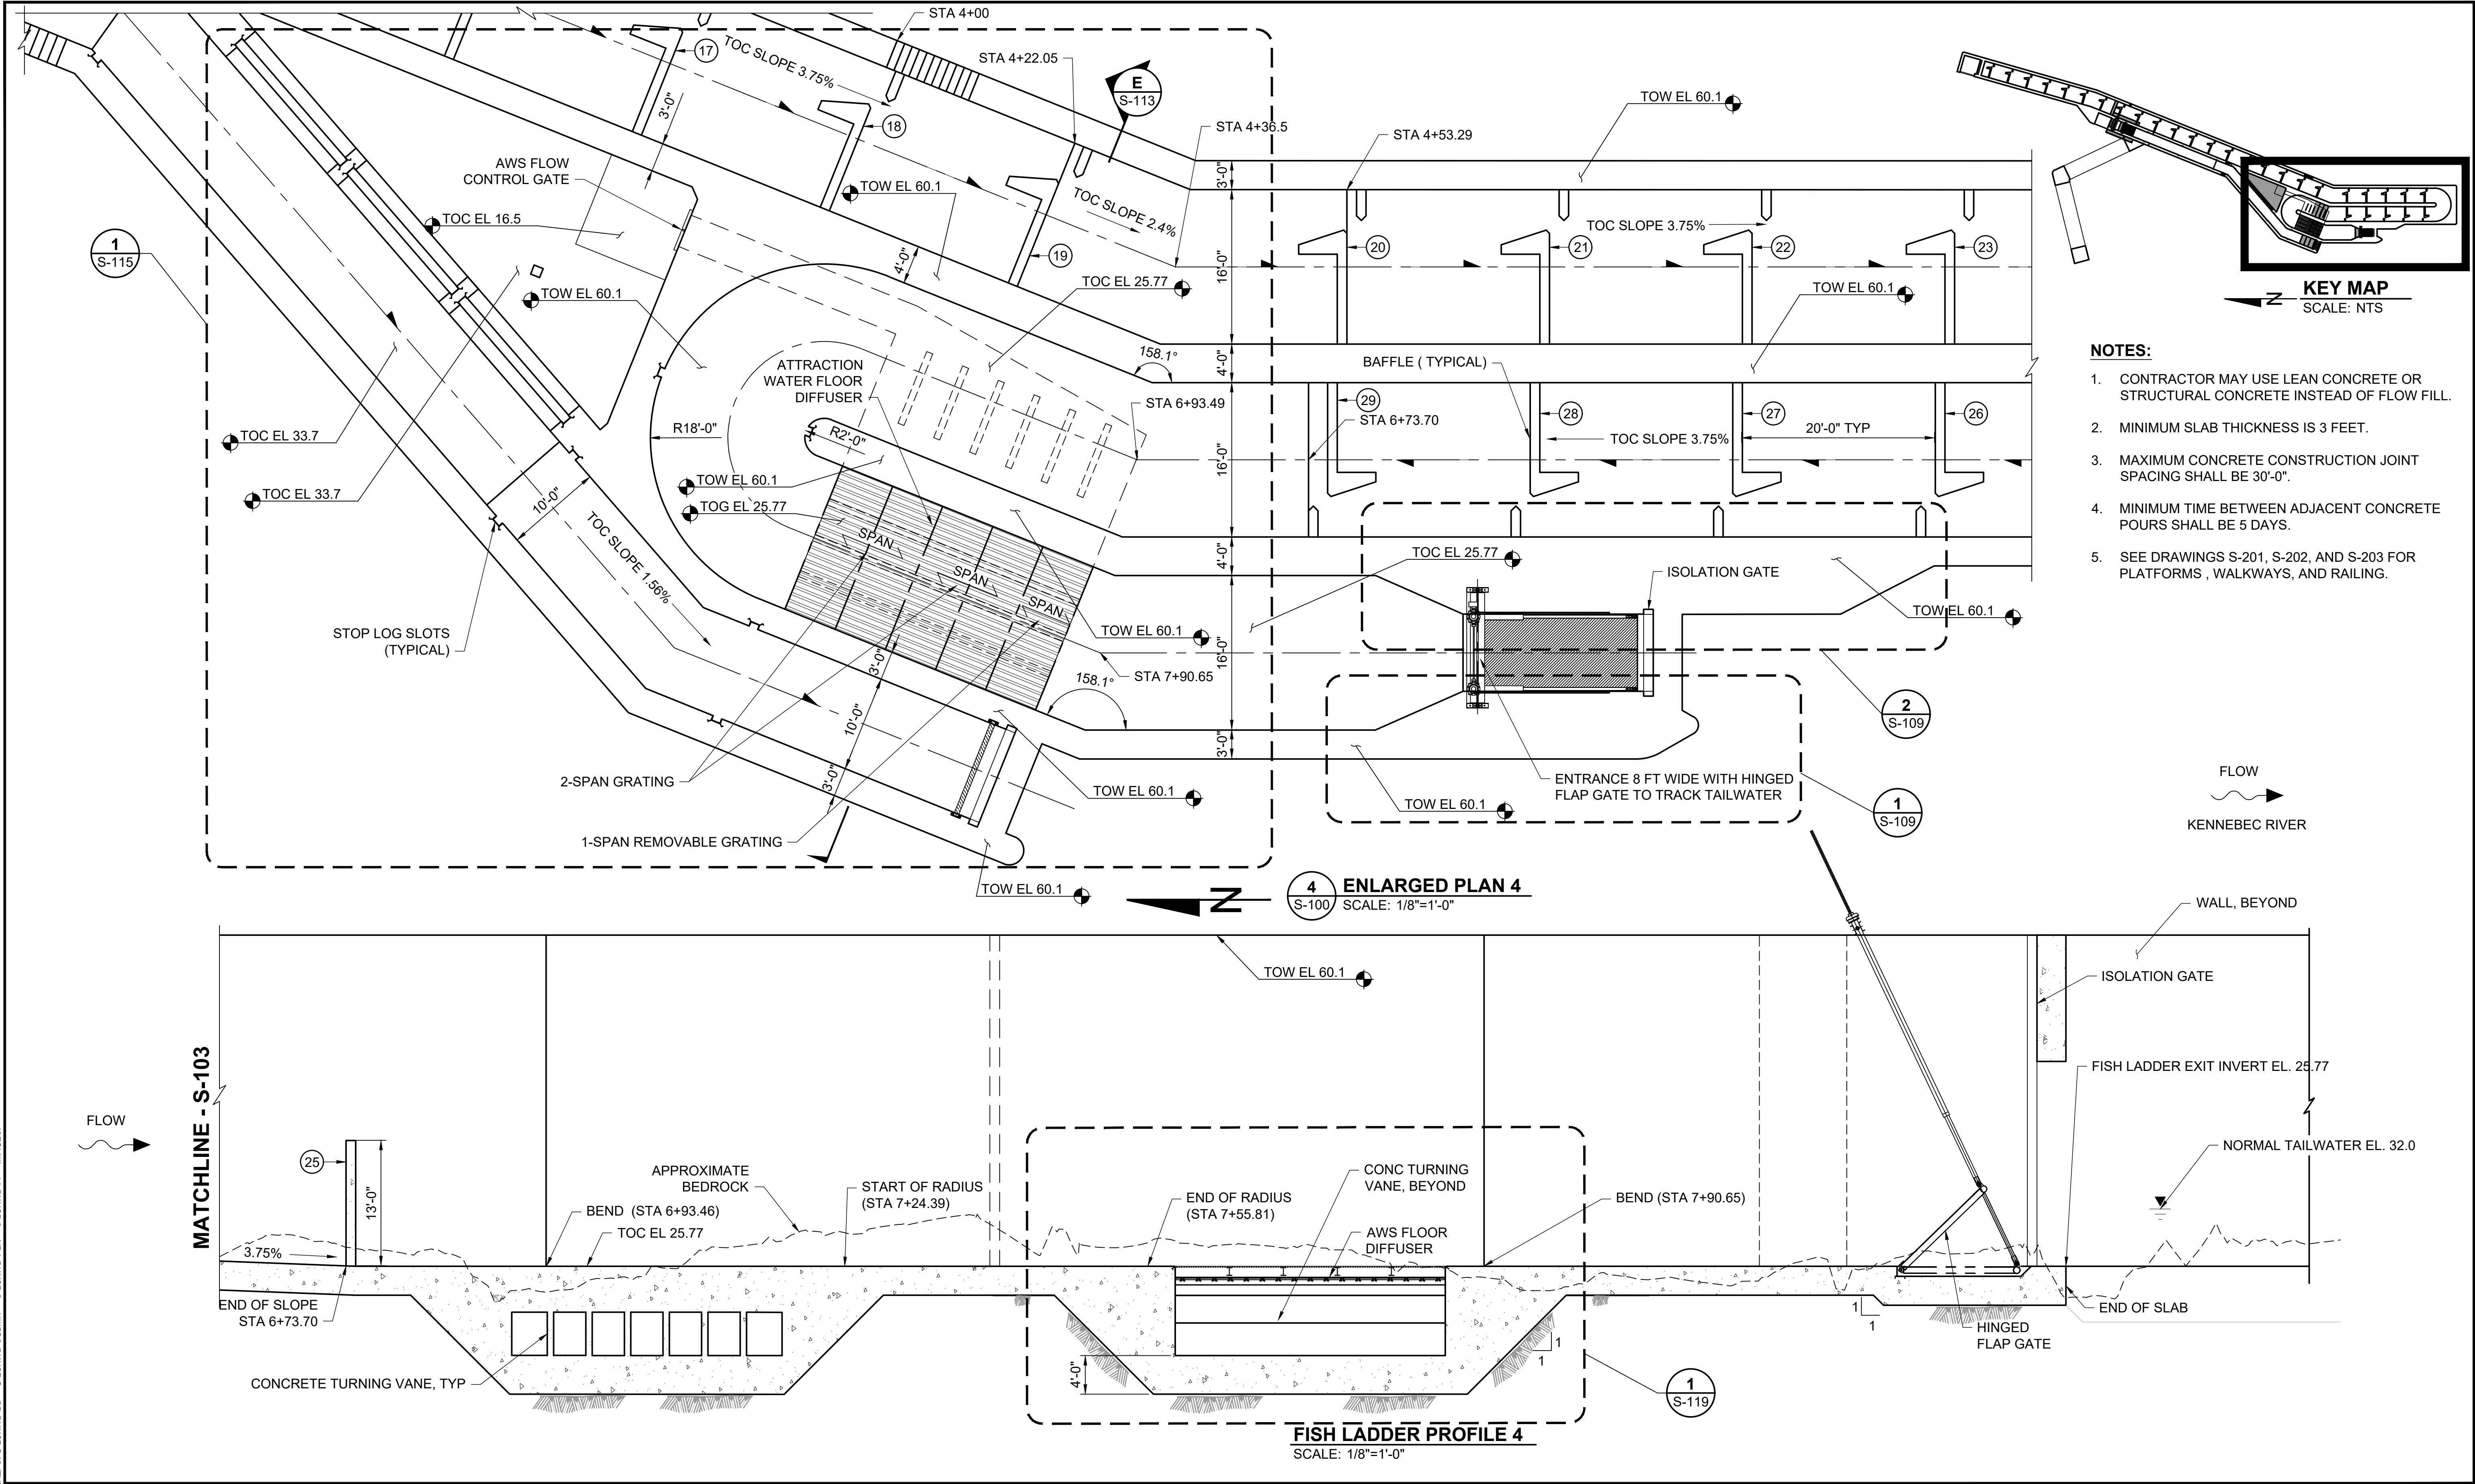 STA 4+00
17
TOC SLOPE 3.75%
STA 4+22.05
E
S-113
3'-0"
18
STA 4+36.5
TOW EL 60.1
STA 4+53.29
AWS FLOW
CONTROL GATE
TOW EL 60.1
3'-0"
TOC SLOPE 2.4%
TOC EL 16.5
TOC SLOPE 3.75%
1
S-115
19
20
21
22
23
4'-0"
16'-0"
TOW EL 60.1
TOC EL 25.77
TOW EL 60.1
KEY MAP
SCALE: NTS
N
ATTRACTION
WATER FLOOR
DIFFUSER
158.1°
4'-0"
BAFFLE ( TYPICAL)
STA 6+93.49
29
28
27
26
STA 6+73.70
R18'-0"
R2'-0"
TOC EL 33.7
TOC SLOPE 3.75%
20'-0" TYP
16'-0"
TOC EL 33.7
TOW EL 60.1
TOG EL 25.77
10'-0"
TOC SLOPE 1.56%
SPAN
SPAN
SPAN
4'-0"
TOC EL 25.77
ISOLATION GATE
TOW EL 60.1
TOW EL 60.1
STOP LOG SLOTS
(TYPICAL)
3'-0"
16'-0"
STA 7+90.65
158.1°
10'-0"
3'-0"
2
S-109
2-SPAN GRATING
3'-0"
ENTRANCE 8 FT WIDE WITH HINGED
FLAP GATE TO TRACK TAILWATER
TOW EL 60.1
TOW EL 60.1
1
S-109
1-SPAN REMOVABLE GRATING
TOW EL 60.1
N
4
S-100
ENLARGED PLAN 4
SCALE: 1/8"=1'-0"
NOTES:
1. CONTRACTOR MAY USE LEAN CONCRETE OR
STRUCTURAL CONCRETE INSTEAD OF FLOW FILL.
2. MINIMUM SLAB THICKNESS IS 3 FEET.
3. MAXIMUM CONCRETE CONSTRUCTION JOINT
SPACING SHALL BE 30'-0".
4. MINIMUM TIME BETWEEN ADJACENT CONCRETE
POURS SHALL BE 5 DAYS.
5. SEE DRAWINGS S-201, S-202, AND S-203 FOR
PLATFORMS , WALKWAYS, AND RAILING.
FLOW
KENNEBEC RIVER
WALL, BEYOND
TOW EL 60.1
ISOLATION GATE
MATCHLINE - S-103
FISH LADDER EXIT INVERT EL. 25.77
FLOW
NORMAL TAILWATER EL. 32.0
25
13'-0"
APPROXIMATE
BEDROCK
START OF RADIUS
(STA 7+24.39)
CONC TURNING
VANE, BEYOND
END OF RADIUS
(STA 7+55.81)
BEND (STA 7+90.65)
BEND (STA 6+93.46)
TOC EL 25.77
AWS FLOOR
DIFFUSER
3.75%
END OF SLOPE
STA 6+73.70
END OF SLAB
1
1
HINGED
FLAP GATE
1
1
4'-0"
CONCRETE TURNING VANE, TYP
1
S-119
FISH LADDER PROFILE 4
SCALE: 1/8"=1'-0"